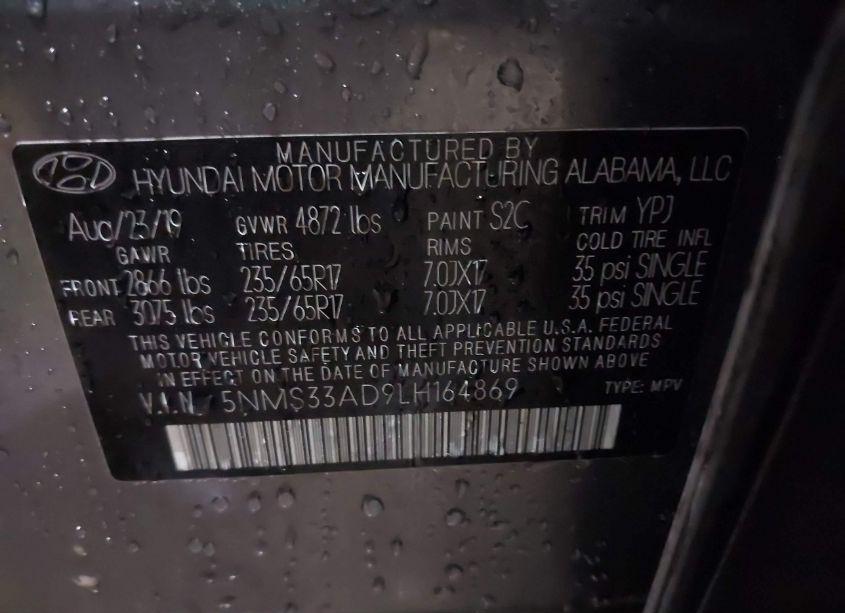 MANUFACTURED BY
HYUNDAI MOTOR MANUFACTURING ALABAMA, LLC
Aug/23/19 GVWR 4872 lbs PAINT S2C TRIM YPJ
GAWR TIRES RIMS COLD TIRE INFL
FRONT 2866 lbs 235/65R17 7.0JX17 35 psi SINGLE
REAR 3075 lbs 235/65R17 7.0JX17 35 psi SINGLE
THIS VEHICLE CONFORMS TO ALL APPLICABLE U.S.A. FEDERAL
MOTOR VEHICLE SAFETY AND THEFT PREVENTION STANDARDS
IN EFFECT ON THE DATE OF MANUFACTURE SHOWN ABOVE
V.I.N / 5NMS33AD9LH164869 TYPE: MPV